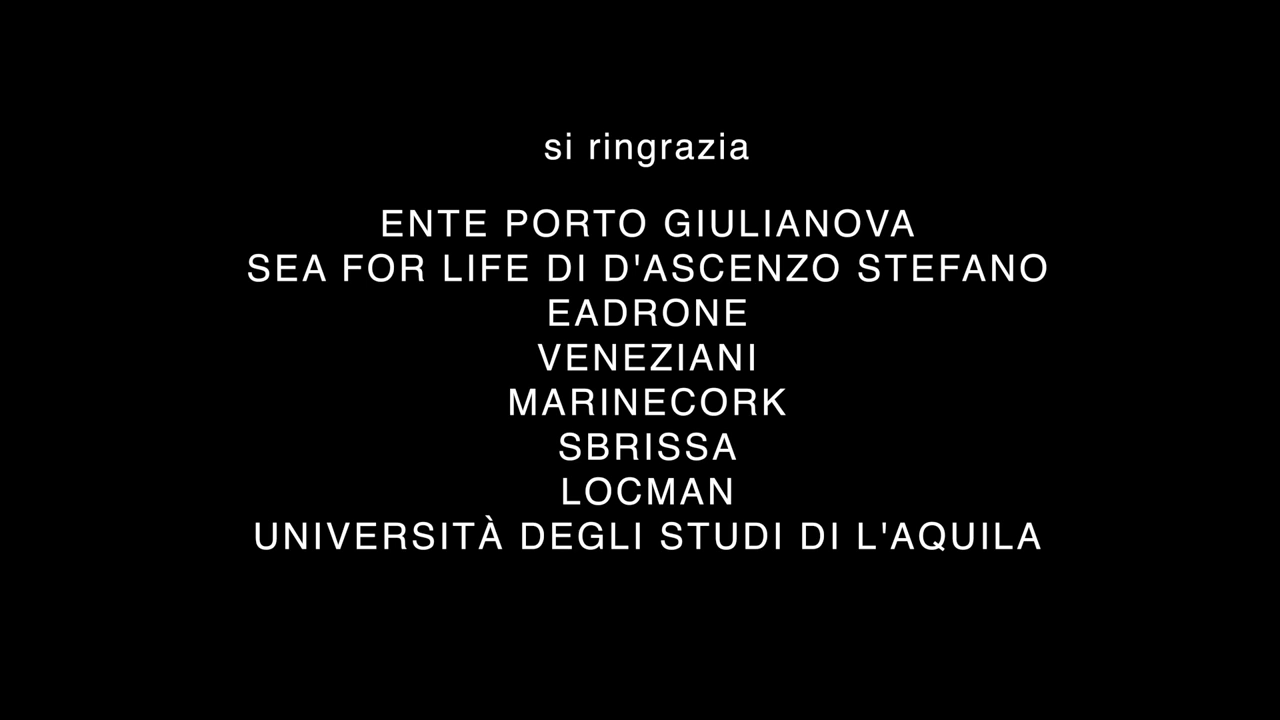 si ringrazia
ENTE PORTO GIULIANOVA
SEA FOR LIFE DI D'ASCENZO STEFANO
EADRONE
VENEZIANI
MARINECORK
SBRISSA
LOCMAN
UNIVERSITÀ DEGLI STUDI DI L'AQUILA